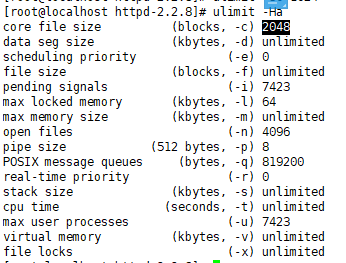 [root@localhost httpd-2.2.8]# ulimit -Ha
core file size (blocks, -c) 2048
data seg size (kbytes, -d) unlimited
scheduling priority (-e) 0
file size (blocks, -f) unlimited
pending signals (-i) 7423
max locked memory (kbytes, -l) 64
max memory size (kbytes, -m) unlimited
open files (-n) 4096
pipe size (512 bytes, -p) 8
POSIX message queues (bytes, -q) 819200
real-time priority (-r) 0
stack size (kbytes, -s) unlimited
cpu time (seconds, -t) unlimited
max user processes (-u) 7423
virtual memory (kbytes, -v) unlimited
file locks (-x) unlimited